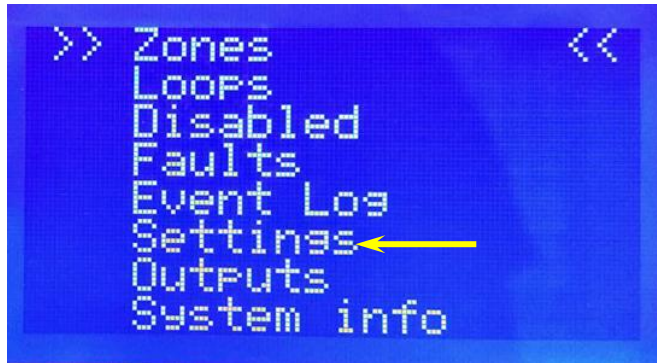 >> Zones <<
Loops
Disabled
Faults
Event Log
Settings
Outputs
System info